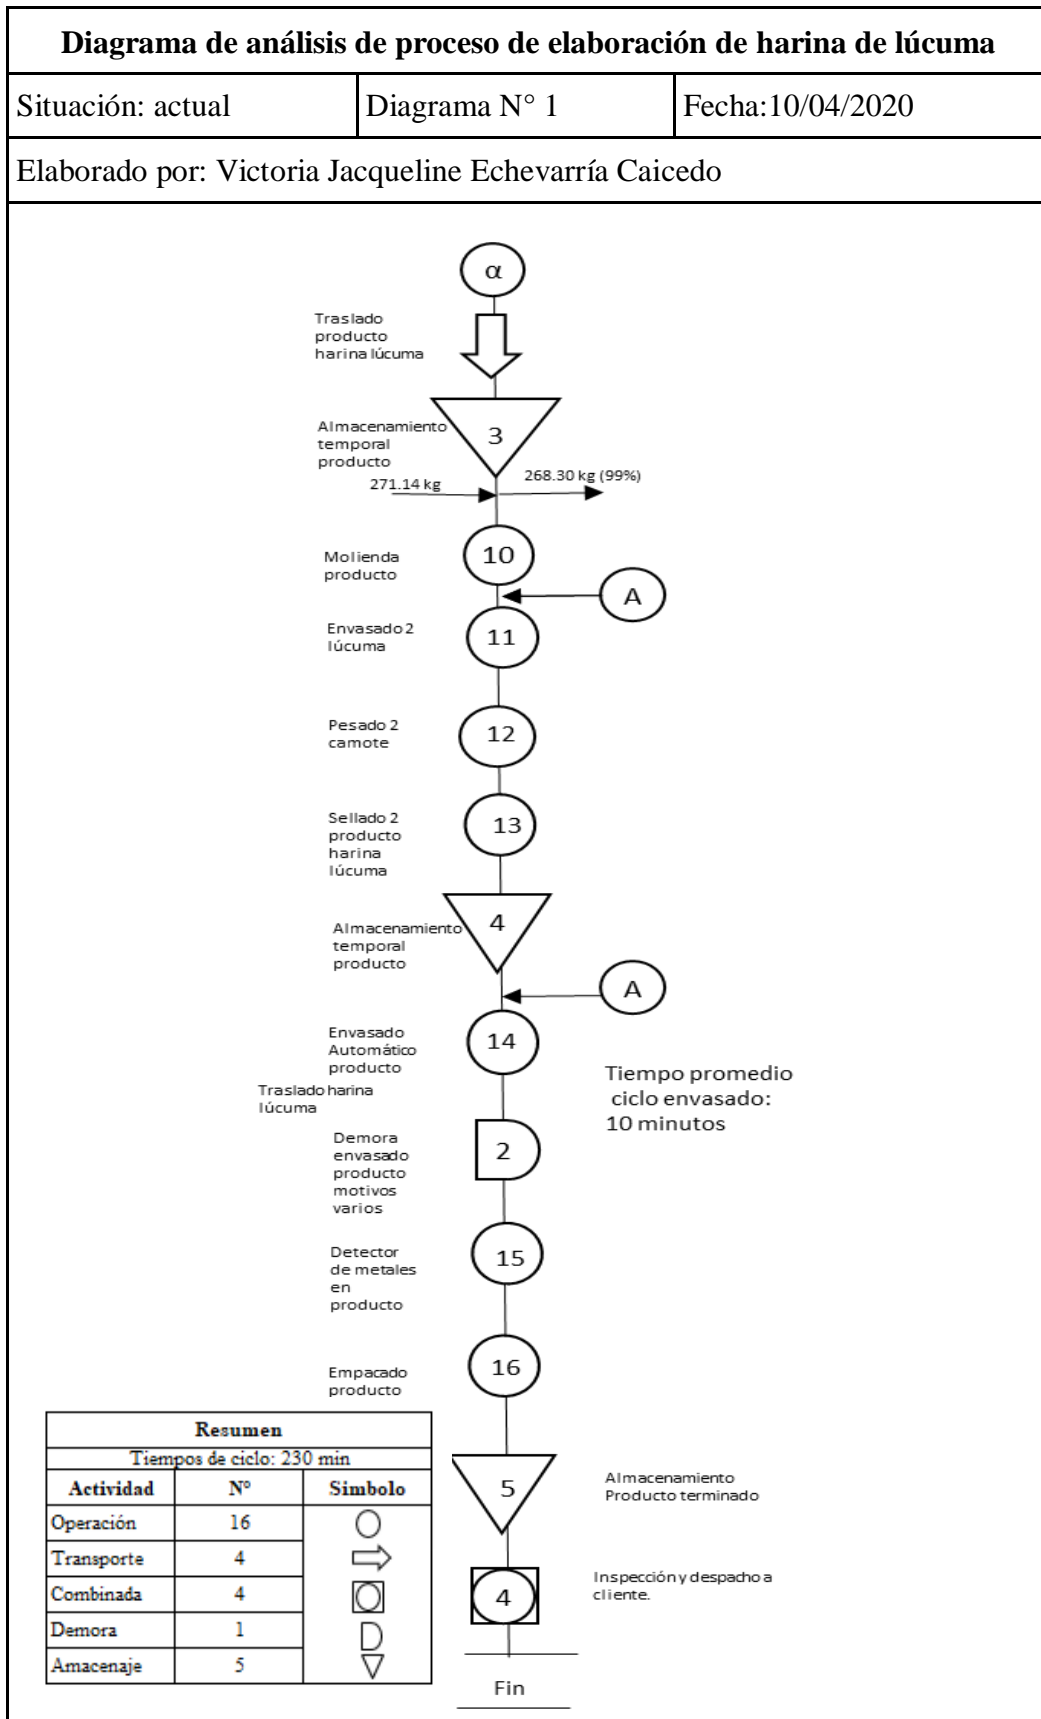 Diagrama de análisis de proceso de elaboración de harina de lúcuma
Situación: actual
Diagrama N° 1
Fecha:10/04/2020
Elaborado por: Victoria Jacqueline Echevarría Caicedo
α
Traslado
producto
harina lúcuma
Almacenamiento
temporal
producto
3
271.14 kg
268.30 kg (99%)
Molienda
producto
10
A
Envasado 2
lúcuma
11
Pesado 2
camote
12
Sellado 2
producto
harina
lúcuma
13
Almacenamiento
temporal
producto
4
A
Envasado
Automático
producto
14
Tiempo promedio
ciclo envasado:
10 minutos
Traslado harina
lúcuma
Demora
envasado
producto
motivos
varios
2
Detector
de metales
en
producto
15
Empacado
producto
16
5
Almacenamiento
Producto terminado
4
Inspección y despacho a
cliente.
Fin
Resumen
Tiempos de ciclo: 230 min
Actividad N° Simbolo
Operación 16
Transporte 4
Combinada 4
Demora 1
Amacenaje 5